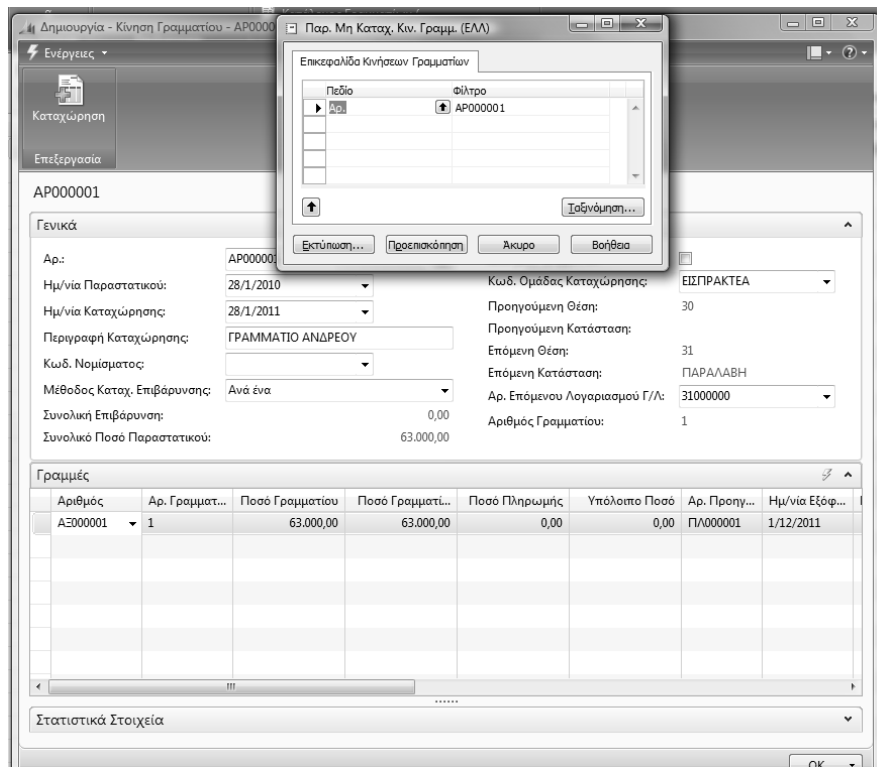 Δημιουργία - Κίνηση Γραμματίου - AP0000
Παρ. Μη Καταχ. Κιν. Γραμμ. (ΕΛΛ)
Ενέργειες
Επικεφαλίδα Κινήσεων Γραμματίων
Πεδίο Φίλτρο
Αρ. AP000001
Καταχώρηση
Επεξεργασία
Ταξινόμηση...
Εκτύπωση... Προεπισκόπηση Άκυρο Βοήθεια
AP000001
Γενικά
Αρ.: AP000001
Ημ/νία Παραστατικού: 28/1/2010
Ημ/νία Καταχώρησης: 28/1/2011
Περιγραφή Καταχώρησης: ΓΡΑΜΜΑΤΙΟ ΑΝΔΡΕΟΥ
Κωδ. Νομίσματος:
Μέθοδος Καταχ. Επιβάρυνσης: Ανά ένα
Συνολική Επιβάρυνση: 0,00
Συνολικό Ποσό Παραστατικού: 63.000,00
Κωδ. Ομάδας Καταχώρησης: ΕΙΣΠΡΑΚΤΕΑ
Προηγούμενη Θέση: 30
Προηγούμενη Κατάσταση:
Επόμενη Θέση: 31
Επόμενη Κατάσταση: ΠΑΡΑΛΑΒΗ
Αρ. Επόμενου Λογαριασμού Γ/Λ: 31000000
Αριθμός Γραμματίου: 1
Γραμμές
Αριθμός Αρ. Γραμματ... Ποσό Γραμματίου Ποσό Γραμματί... Ποσό Πληρωμής Υπόλοιπο Ποσό Αρ. Προηγ... Ημ/νία Εξόφ...
ΑΞ000001 1 63.000,00 63.000,00 0,00 0,00 ΠΛ000001 1/12/2011
Στατιστικά Στοιχεία
OK